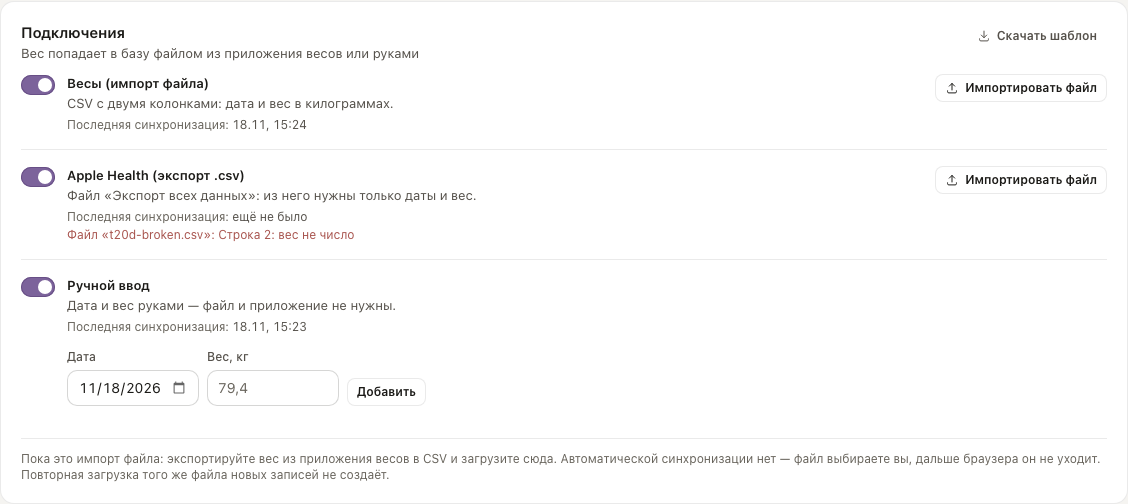 Подключения
Скачать шаблон
Вес попадает в базу файлом из приложения весов или руками
Весы (импорт файла)
Импортировать файл
CSV с двумя колонками: дата и вес в килограммах.
Последняя синхронизация: 18.11, 15:24
Apple Health (экспорт .csv)
Импортировать файл
Файл «Экспорт всех данных»: из него нужны только даты и вес.
Последняя синхронизация: ещё не было
Файл «t20d-broken.csv»: Строка 2: вес не число
Ручной ввод
Дата и вес руками — файл и приложение не нужны.
Последняя синхронизация: 18.11, 15:23
Дата
Вес, кг
11/18/2026
79,4
Добавить
Пока это импорт файла: экспортируйте вес из приложения весов в CSV и загрузите сюда. Автоматической синхронизации нет — файл выбираете вы, дальше браузера он не уходит.
Повторная загрузка того же файла новых записей не создаёт.